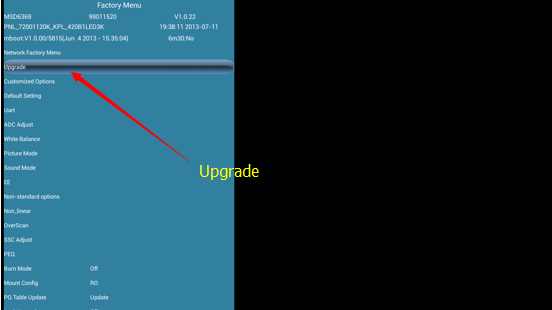 Factory Menu
MSD6369 99011520 V1.0.22
PNL_72001120K_KPL_420B1LED3K 19:38:11 2013-07-11
mboot:V1.0.00/5815(Jun 4 2013 - 15:35:04) 6m30:No
Network Factory Menu
Upgrade
Customized Options
Default Setting
Uart
ADC Adjust
White Balance
Picture Mode
Upgrade
Sound Mode
EE
Non-standard options
Non_linear
OverScan
SSC Adjust
PEQ
Burn Mode Off
Mount Config RO
PQ Table Update Update